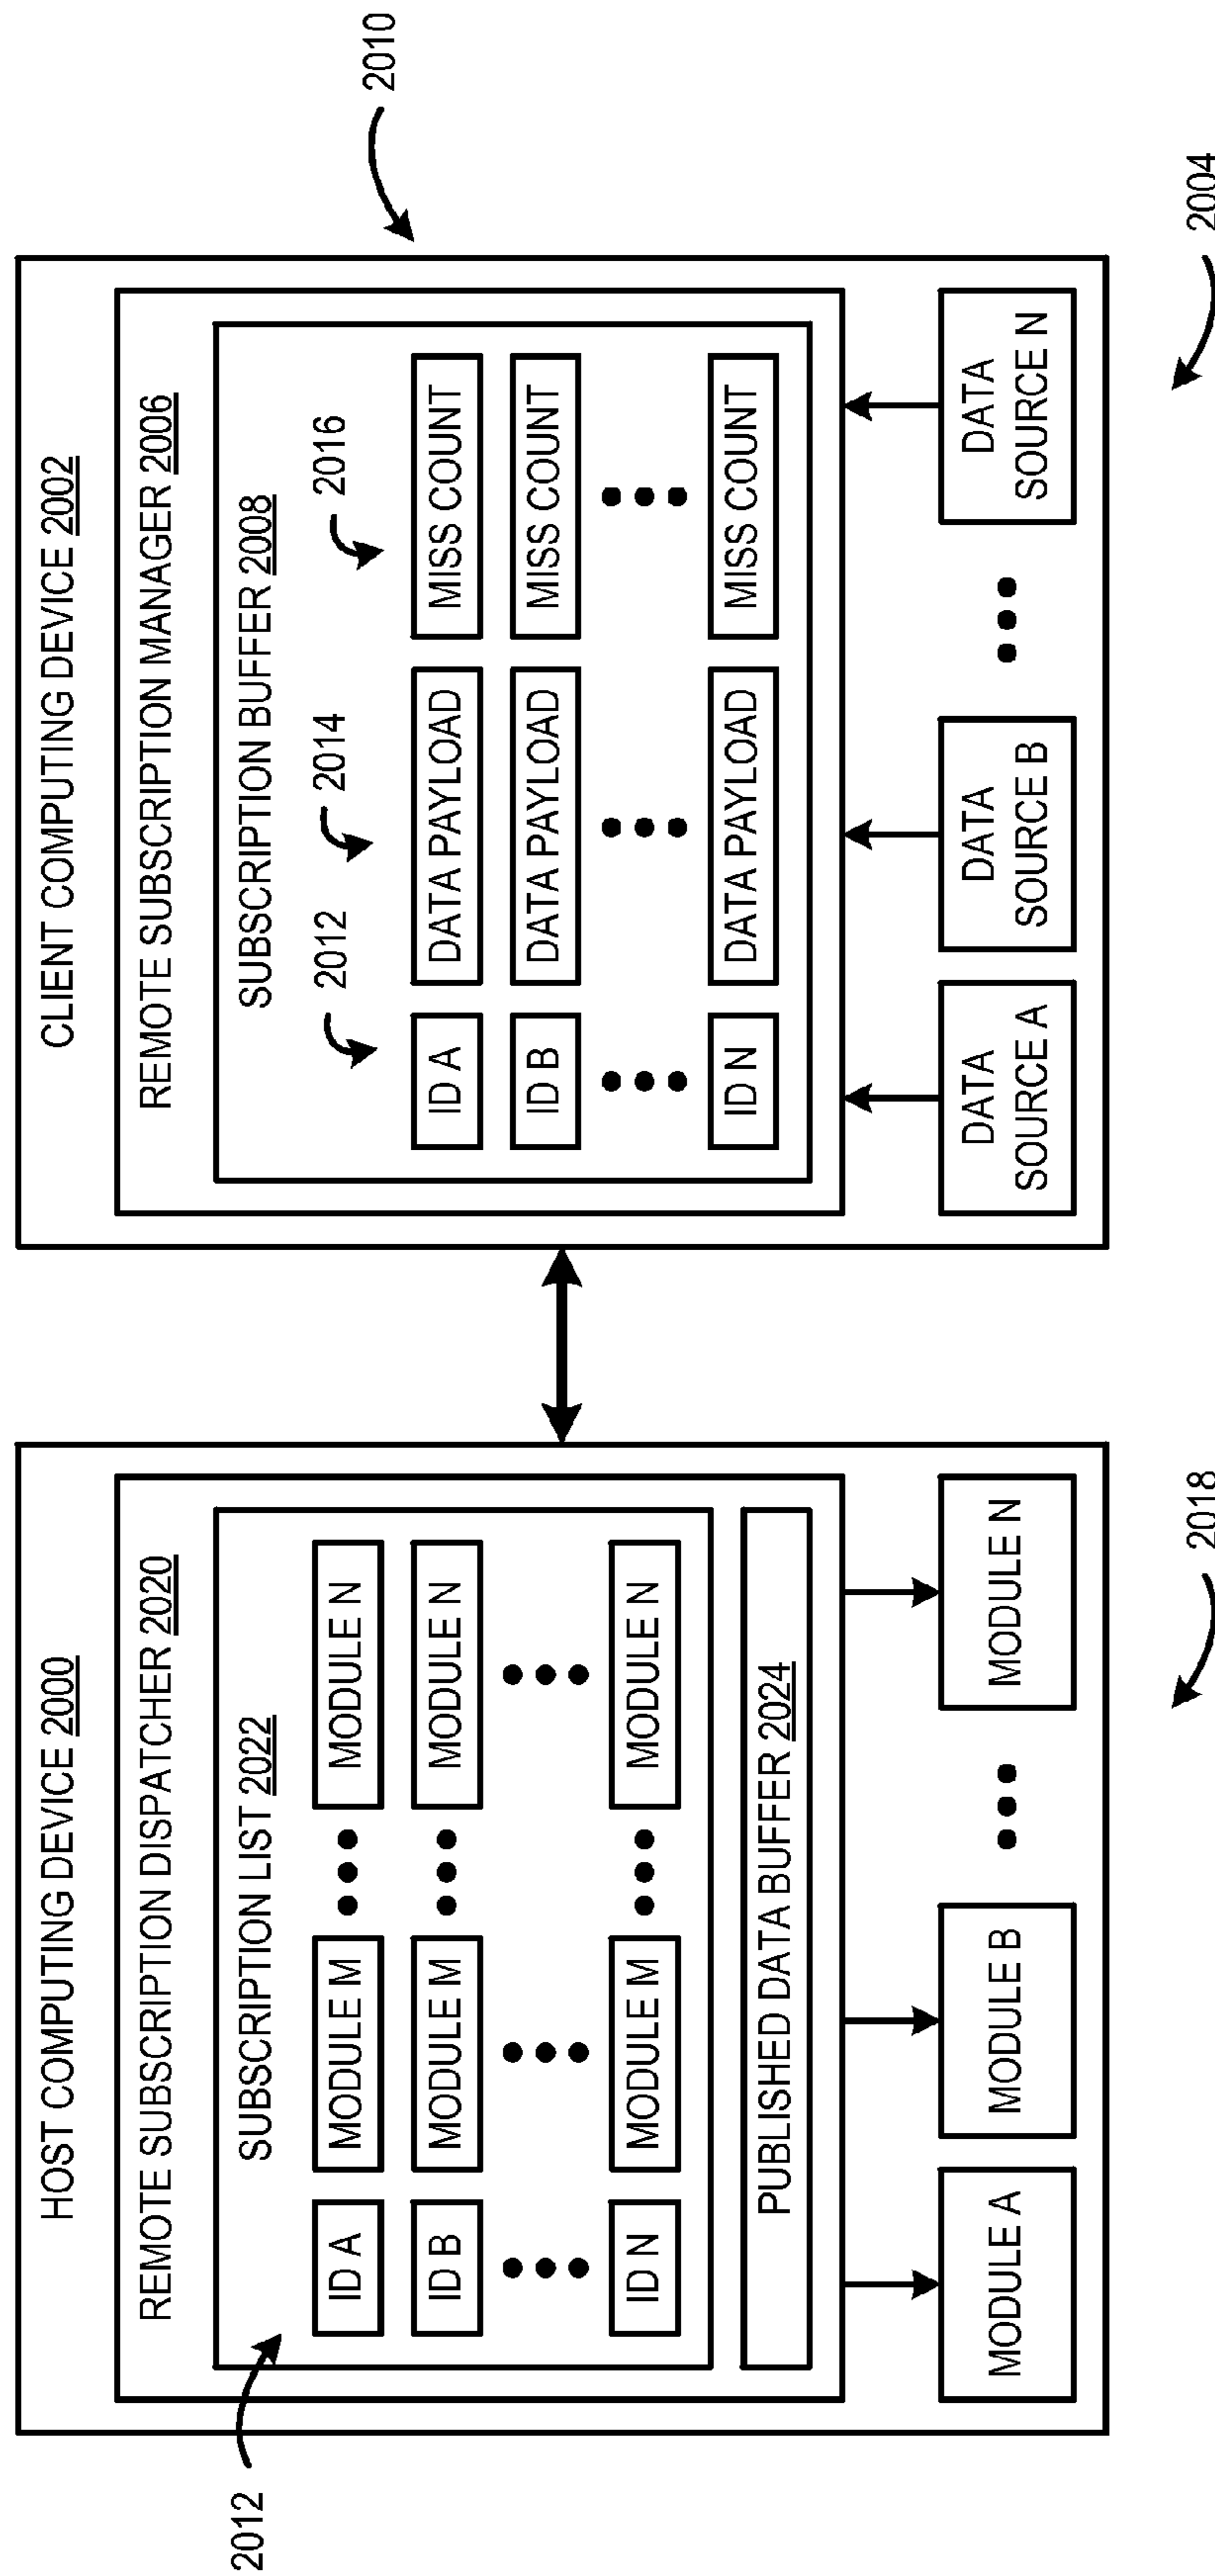 HOST COMPUTING DEVICE 2000
REMOTE SUBSCRIPTION DISPATCHER 2020
SUBSCRIPTION LIST 2022
2012
ID A
MODULE M
MODULE N
ID B
MODULE M
MODULE N
ID N
MODULE M
MODULE N
PUBLISHED DATA BUFFER 2024
MODULE A
MODULE B
MODULE N
2018
CLIENT COMPUTING DEVICE 2002
REMOTE SUBSCRIPTION MANAGER 2006
SUBSCRIPTION BUFFER 2008
2010
2012
2014
2016
ID A
DATA PAYLOAD
MISS COUNT
ID B
DATA PAYLOAD
MISS COUNT
ID N
DATA PAYLOAD
MISS COUNT
DATA
SOURCE A
DATA
SOURCE B
DATA
SOURCE N
2004